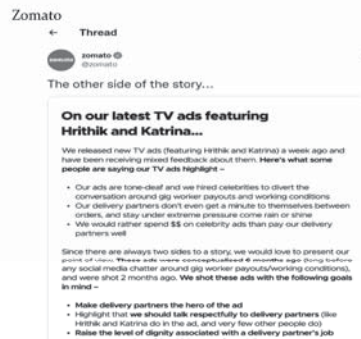 Zomato
← Thread
zomato
@zomato
The other side of the story...
On our latest TV ads featuring
Hrithik and Katrina...
We released new TV ads (featuring Hrithik and Katrina) a week ago and
have been receiving mixed feedback about them. Here's what some
people are saying our TV ads highlight –
• Our ads are tone-deaf and we hired celebrities to divert the
conversation around gig worker payouts and working conditions
• Our delivery partners don't even get a minute to themselves between
orders, and stay under extreme pressure come rain or shine
• We would rather spend $$ on celebrity ads than pay our delivery
partners well
Since there are always two sides to a story, we would love to present our
point of view. These ads were conceptualised 6 months ago (long before
any social media chatter around gig worker payouts/working conditions),
and were shot 2 months ago. We shot these ads with the following goals
in mind –
• Make delivery partners the hero of the ad
• Highlight that we should talk respectfully to delivery partners (like
Hrithik and Katrina do in the ad, and very few other people do)
• Raise the level of dignity associated with a delivery partner's job